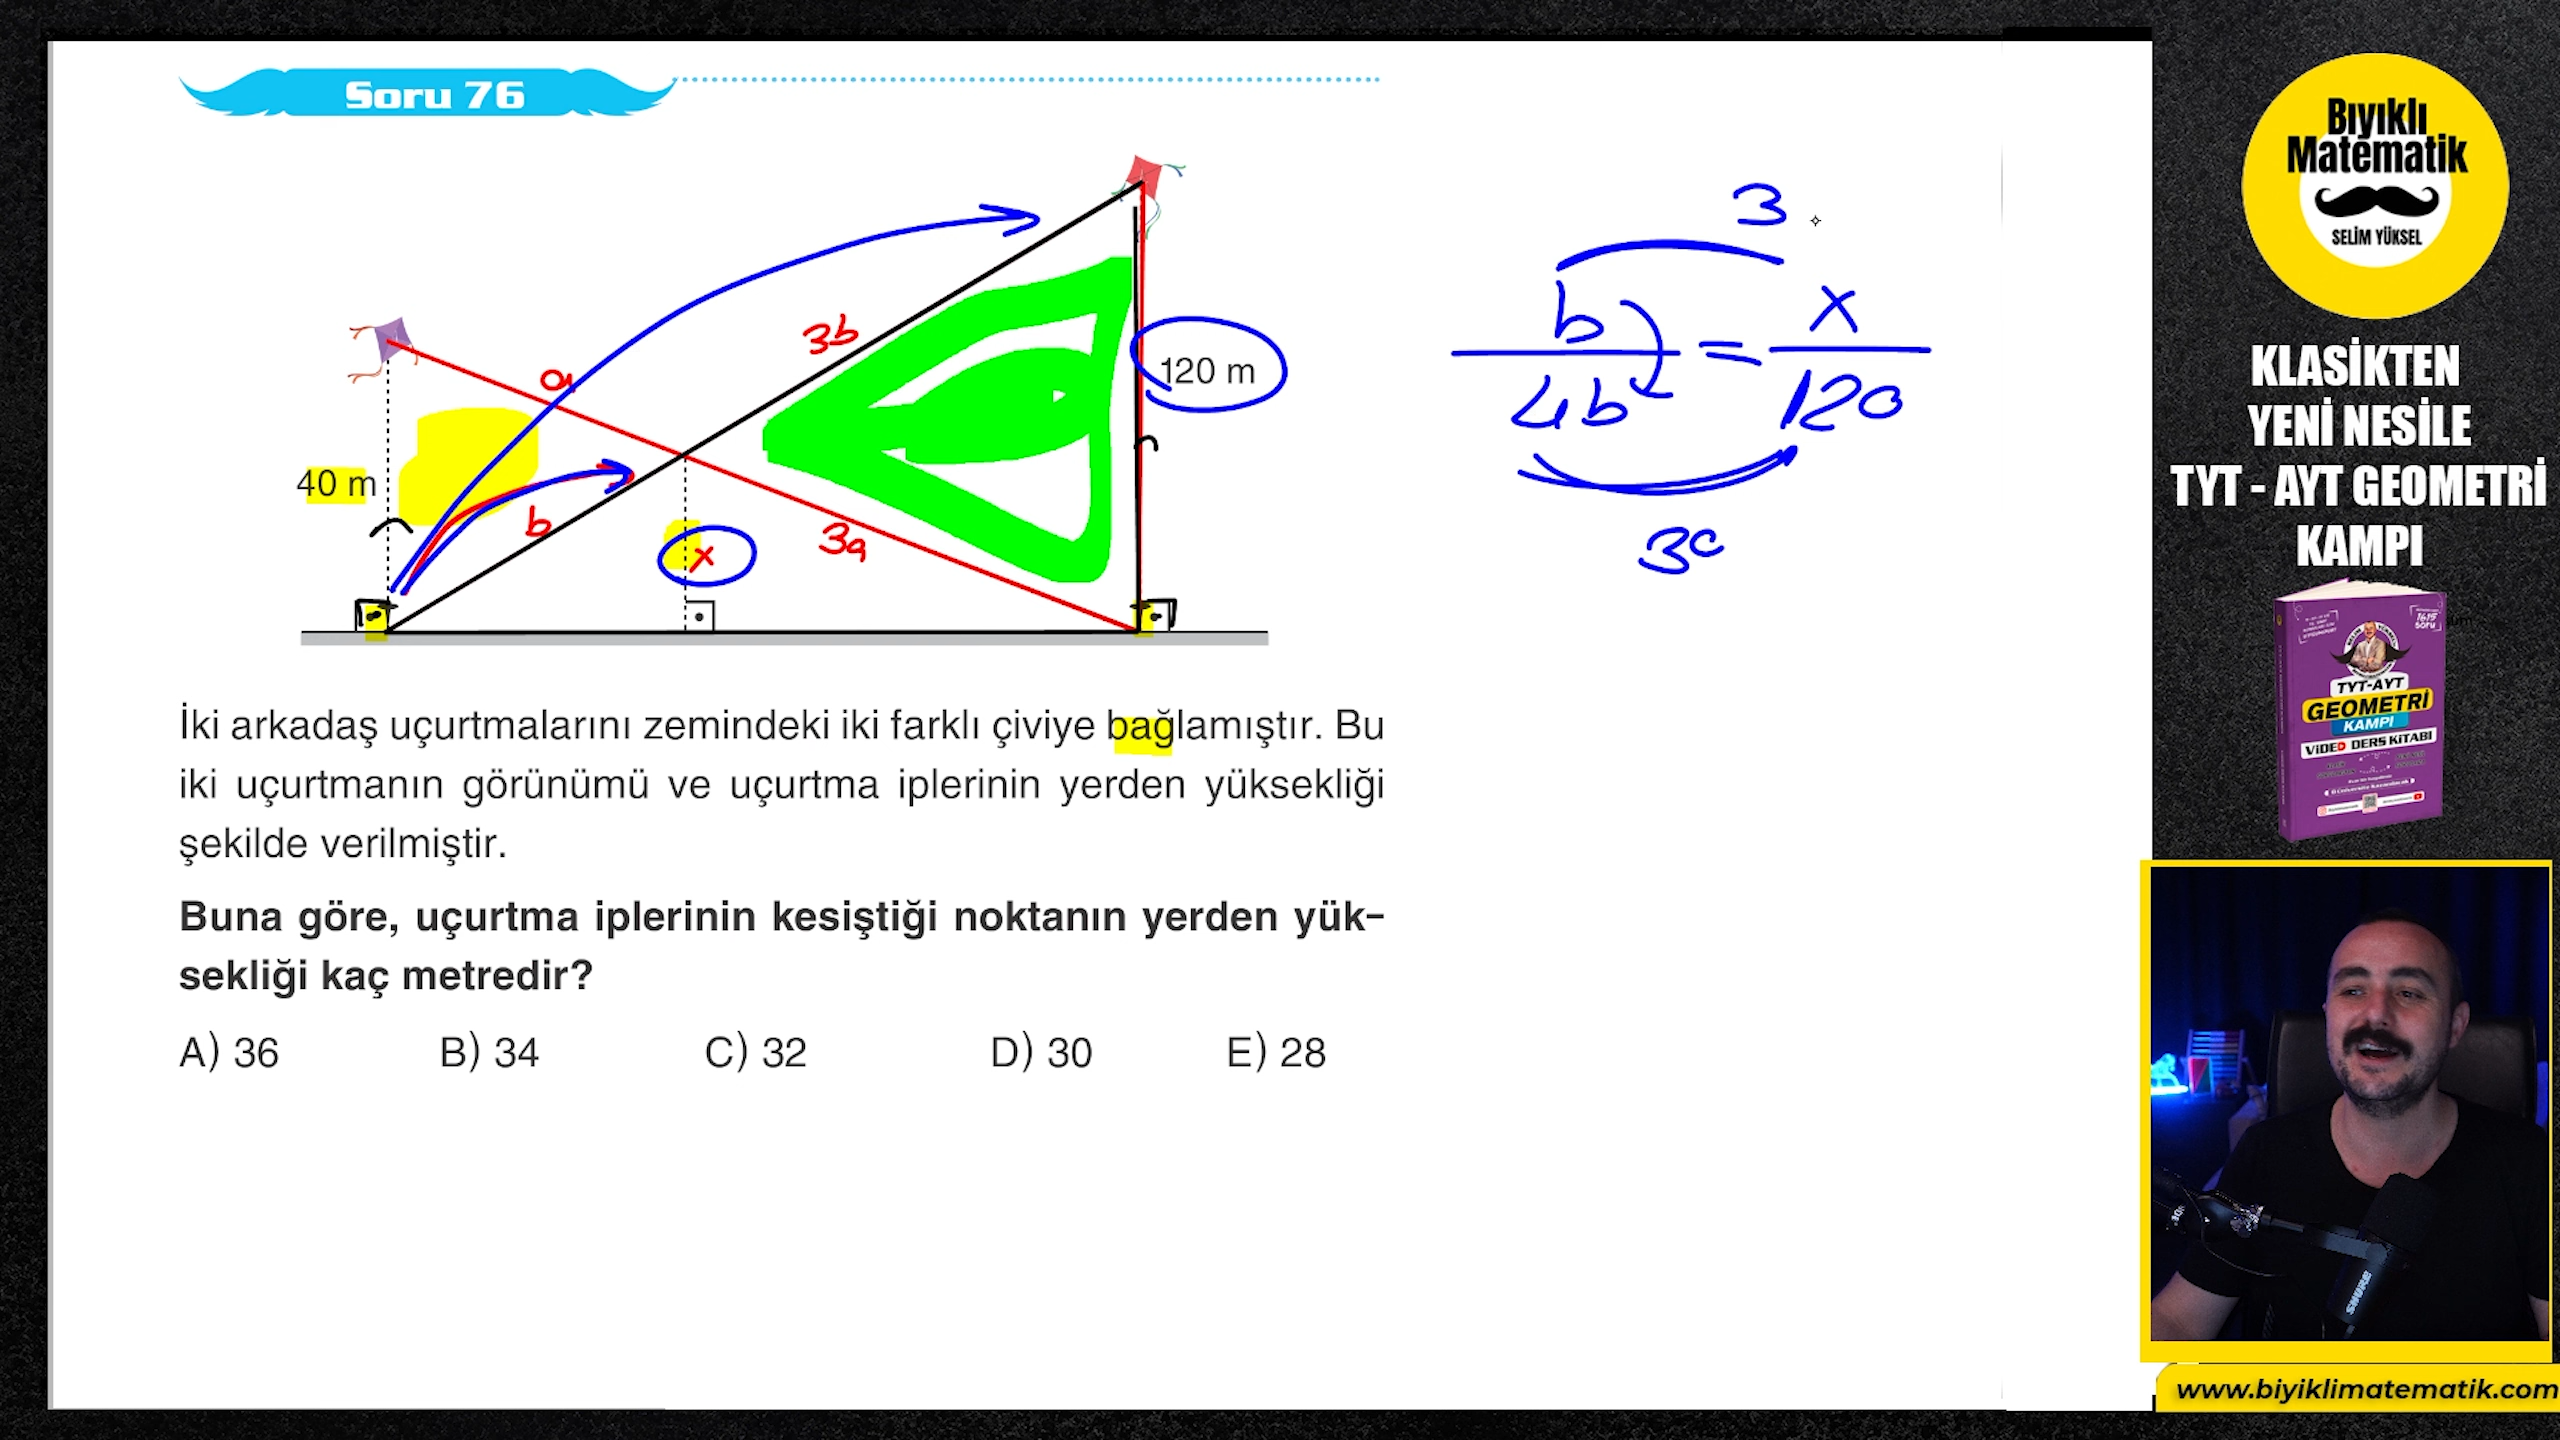 Soru 76
Bıyıklı
Matematik
SELİM YÜKSEL
KLASİKTEN
YENİ NESİLE
TYT - AYT GEOMETRİ
KAMPI
3
b
x
=
4b
120
30
3b
a
120 m
40 m
b
x
3a
TYT-AYT
GEOMETRİ
KAMPI
VİDEO DERS KİTABI
İki arkadaş uçurtmalarını zemindeki iki farklı çiviye bağlamıştır. Bu
iki uçurtmanın görünümü ve uçurtma iplerinin yerden yüksekliği
şekilde verilmiştir.
Buna göre, uçurtma iplerinin kesiştiği noktanın yerden yük-
sekliği kaç metredir?
A) 36 B) 34 C) 32 D) 30 E) 28
SHURE
www.biyiklimatematik.com